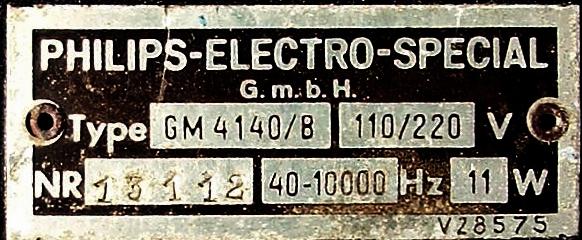 PHILIPS-ELECTRO-SPECIAL
G.m.b.H.
Type GM 4140/B 110/220 V
NR 13112 40-10000 Hz 11 W
V28575